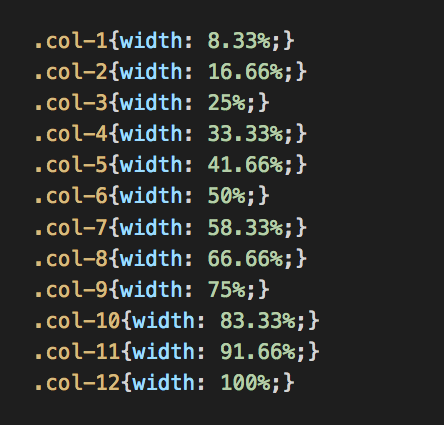 .col-1{width: 8.33%;}
.col-2{width: 16.66%;}
.col-3{width: 25%;}
.col-4{width: 33.33%;}
.col-5{width: 41.66%;}
.col-6{width: 50%;}
.col-7{width: 58.33%;}
.col-8{width: 66.66%;}
.col-9{width: 75%;}
.col-10{width: 83.33%;}
.col-11{width: 91.66%;}
.col-12{width: 100%;}